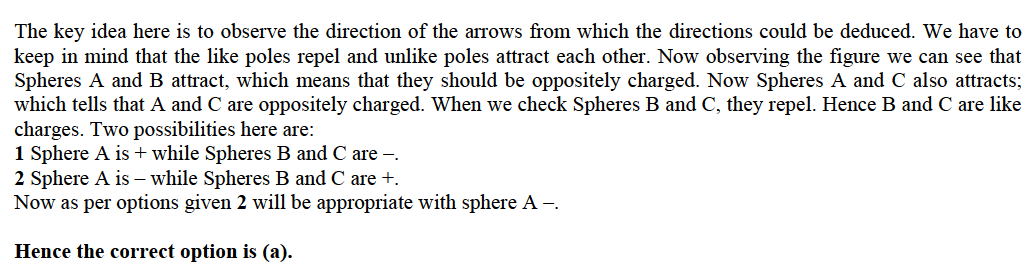 The key idea here is to observe the direction of the arrows from which the directions could be deduced. We have to
keep in mind that the like poles repel and unlike poles attract each other. Now observing the figure we can see that
Spheres A and B attract, which means that they should be oppositely charged. Now Spheres A and C also attracts;
which tells that A and C are oppositely charged. When we check Spheres B and C, they repel. Hence B and C are like
charges. Two possibilities here are:
1 Sphere A is + while Spheres B and C are –.
2 Sphere A is – while Spheres B and C are +.
Now as per options given 2 will be appropriate with sphere A –.
Hence the correct option is (a).